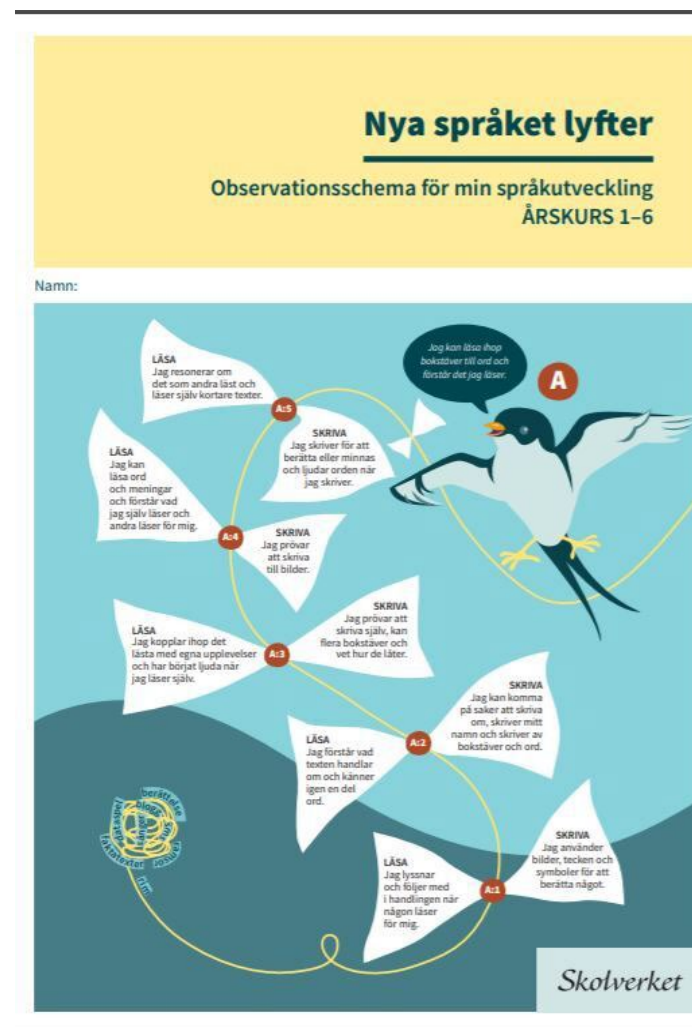 Nya språket lyfter
Observationsschema för min språkutveckling
ÅRSKURS 1–6
Namn:
Jag kan läsa ihop
bokstäver till ord och
förstår det jag läser.
A
LÄSA
Jag resonerar om
det som andra läst och
läser själv kortare texter.
A:5
SKRIVA
Jag skriver för att
berätta eller minnas
och ljudar orden när
jag skriver.
LÄSA
Jag kan
läsa ord
och meningar
och förstår vad
jag själv läser och
andra läser för mig.
A:4
SKRIVA
Jag prövar
att skriva
till bilder.
LÄSA
Jag kopplar ihop det
lästa med egna upplevelser
och har börjat ljuda när
jag läser själv.
A:3
SKRIVA
Jag prövar att
skriva själv, kan
flera bokstäver och
vet hur de låter.
LÄSA
Jag förstår vad
texten handlar
om och känner
igen en del
ord.
A:2
SKRIVA
Jag kan komma
på saker att skriva
om, skriver mitt
namn och skriver av
bokstäver och ord.
LÄSA
Jag lyssnar
och följer med
i handlingen när
någon läser
för mig.
A:1
SKRIVA
Jag använder
bilder, tecken och
symboler för att
berätta något.
berättelse
blogg
dataspel
sånger
sms
ramsor
faktatexter
rim
Skolverket